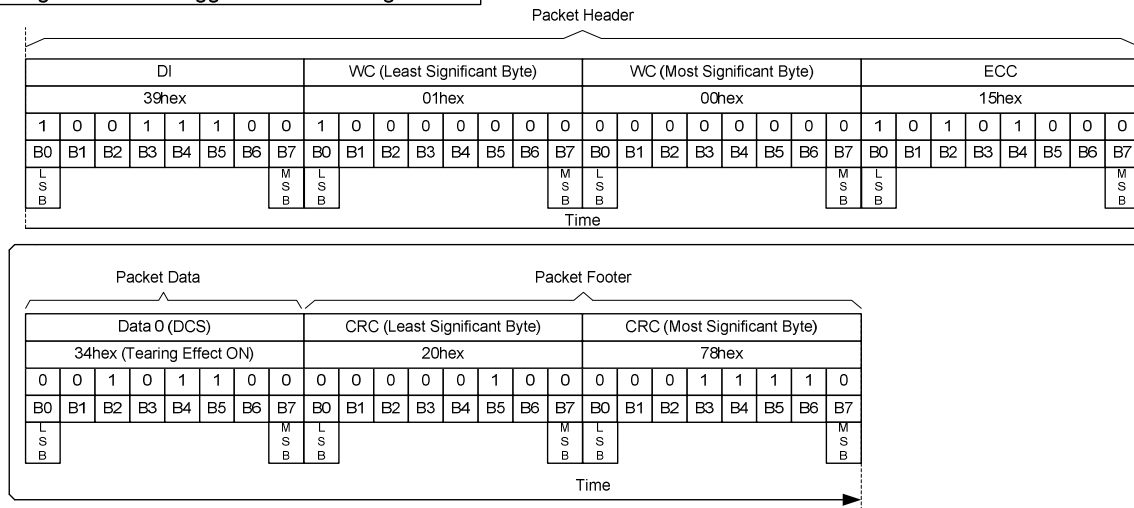 Packet Header
DI WC (Least Significant Byte) WC (Most Significant Byte) ECC
39hex 01hex 00hex 15hex
1 0 0 1 1 1 0 0 1 0 0 0 0 0 0 0 0 0 0 0 0 0 0 0 1 0 1 0 1 0 0 0
B0 B1 B2 B3 B4 B5 B6 B7 B0 B1 B2 B3 B4 B5 B6 B7 B0 B1 B2 B3 B4 B5 B6 B7 B0 B1 B2 B3 B4 B5 B6 B7
LSB MSB LSB MSB LSB MSB LSB MSB
Time
Packet Data Packet Footer
Data 0 (DCS) CRC (Least Significant Byte) CRC (Most Significant Byte)
34hex (Tearing Effect ON) 20hex 78hex
0 0 1 0 1 1 0 0 0 0 0 0 0 1 0 0 0 0 0 1 1 1 1 0
B0 B1 B2 B3 B4 B5 B6 B7 B0 B1 B2 B3 B4 B5 B6 B7 B0 B1 B2 B3 B4 B5 B6 B7
LSB MSB LSB MSB LSB MSB
Time